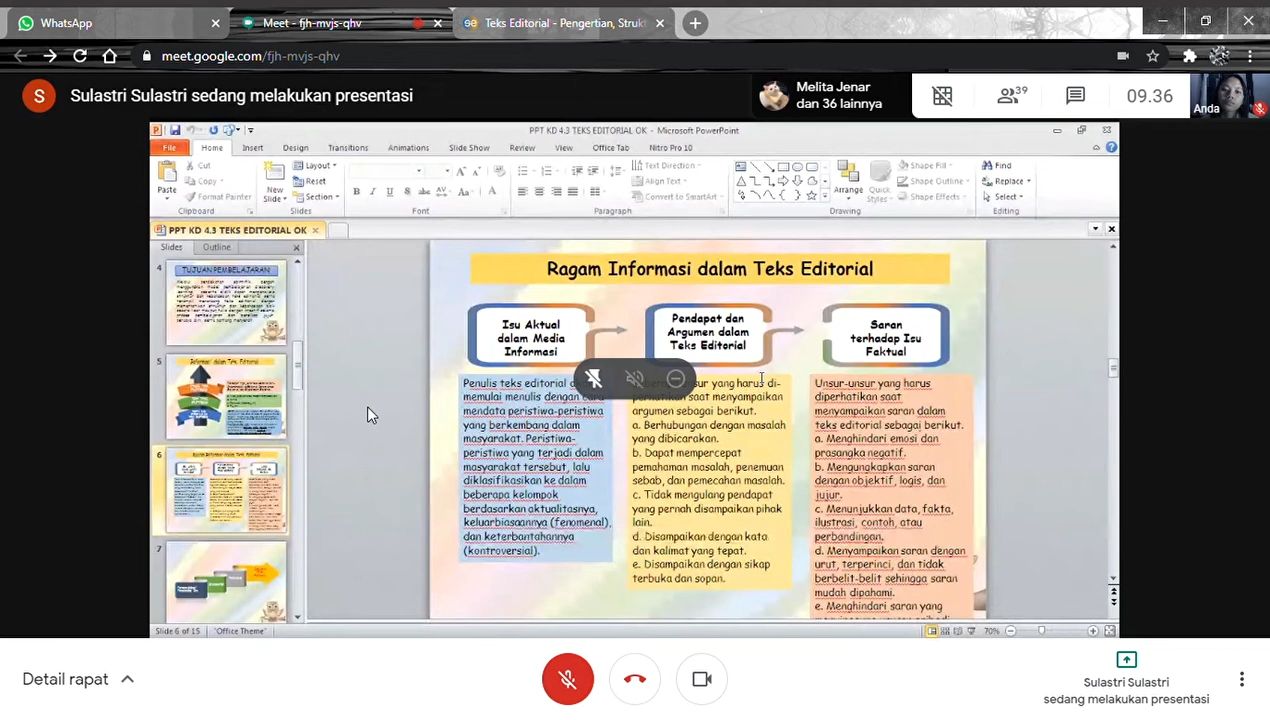 WhatsApp
Meet - fjh-mvjs-qhv
Teks Editorial - Pengertian, Strukt
meet.google.com/fjh-mvjs-qhv
S
Sulastri Sulastri sedang melakukan presentasi
Melita Jenar
dan 36 lainnya
39
09.36
Anda
PPT KD 4.3 TEKS EDITORIAL OK - Microsoft PowerPoint
File
Home
Insert
Design
Transitions
Animations
Slide Show
Review
View
Office Tab
Nitro Pro 10
Paste
Cut
Copy
Format Painter
Clipboard
New
Slide
Layout
Reset
Section
Slides
Font
Text Direction
Align Text
Convert to SmartArt
Paragraph
Arrange
Quick
Styles
Shape Fill
Shape Outline
Shape Effects
Drawing
Find
Replace
Select
Editing
PPT KD 4.3 TEKS EDITORIAL OK
Slides
Outline
4
TUJUAN PEMBELAJARAN
5
6
7
Ragam Informasi dalam Teks Editorial
Isu Aktual
dalam Media
Informasi
Pendapat dan
Argumen dalam
Teks Editorial
Saran
terhadap Isu
Faktual
Penulis teks editorial
memulai menulis dengan cara
mendata peristiwa-peristiwa
yang berkembang dalam
masyarakat. Peristiwa-
peristiwa yang terjadi dalam
masyarakat tersebut, lalu
diklasifikasikan ke dalam
beberapa kelompok
berdasarkan aktualitasnya,
keluarbiasaannya (fenomenal),
dan keterbantahannya
(kontroversial).
yang harus di-
perhatikan saat menyampaikan
argumen sebagai berikut.
a. Berhubungan dengan masalah
yang dibicarakan.
b. Dapat mempercepat
pemahaman masalah, penemuan
sebab, dan pemecahan masalah.
c. Tidak mengulang pendapat
yang pernah disampaikan pihak
lain.
d. Disampaikan dengan kata
dan kalimat yang tepat.
e. Disampaikan dengan sikap
terbuka dan sopan.
Unsur-unsur yang harus
diperhatikan saat
menyampaikan saran dalam
teks editorial sebagai berikut.
a. Menghindari emosi dan
prasangka negatif.
b. Mengungkapkan saran
dengan objektif, logis, dan
jujur.
c. Menunjukkan data, fakta,
ilustrasi, contoh, atau
perbandingan.
d. Menyampaikan saran dengan
urut, terperinci, dan tidak
berbelit-belit sehingga saran
mudah dipahami.
e. Menghindari saran yang
Slide 6 of 15
"Office Theme"
70%
Detail rapat
Sulastri Sulastri
sedang melakukan presentasi